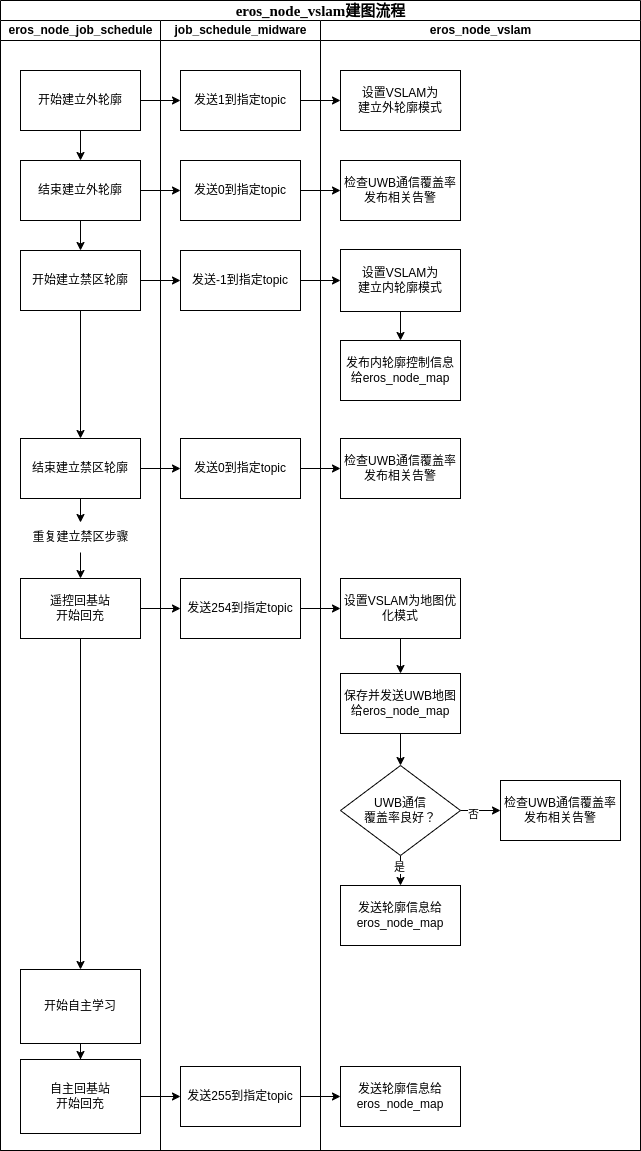 eros_node_vslam建图流程
eros_node_job_schedule
job_schedule_midware
eros_node_vslam
开始建立外轮廓
发送1到指定topic
设置VSLAM为
建立外轮廓模式
结束建立外轮廓
发送0到指定topic
检查UWB通信覆盖率
发布相关告警
开始建立禁区轮廓
发送-1到指定topic
设置VSLAM为
建立内轮廓模式
发布内轮廓控制信息
给eros_node_map
结束建立禁区轮廓
发送0到指定topic
检查UWB通信覆盖率
发布相关告警
重复建立禁区步骤
遥控回基站
开始回充
发送254到指定topic
设置VSLAM为地图优
化模式
保存并发送UWB地图
给eros_node_map
UWB通信
覆盖率良好？
否
检查UWB通信覆盖率
发布相关告警
是
发送轮廓信息给
eros_node_map
开始自主学习
自主回基站
开始回充
发送255到指定topic
发送轮廓信息给
eros_node_map